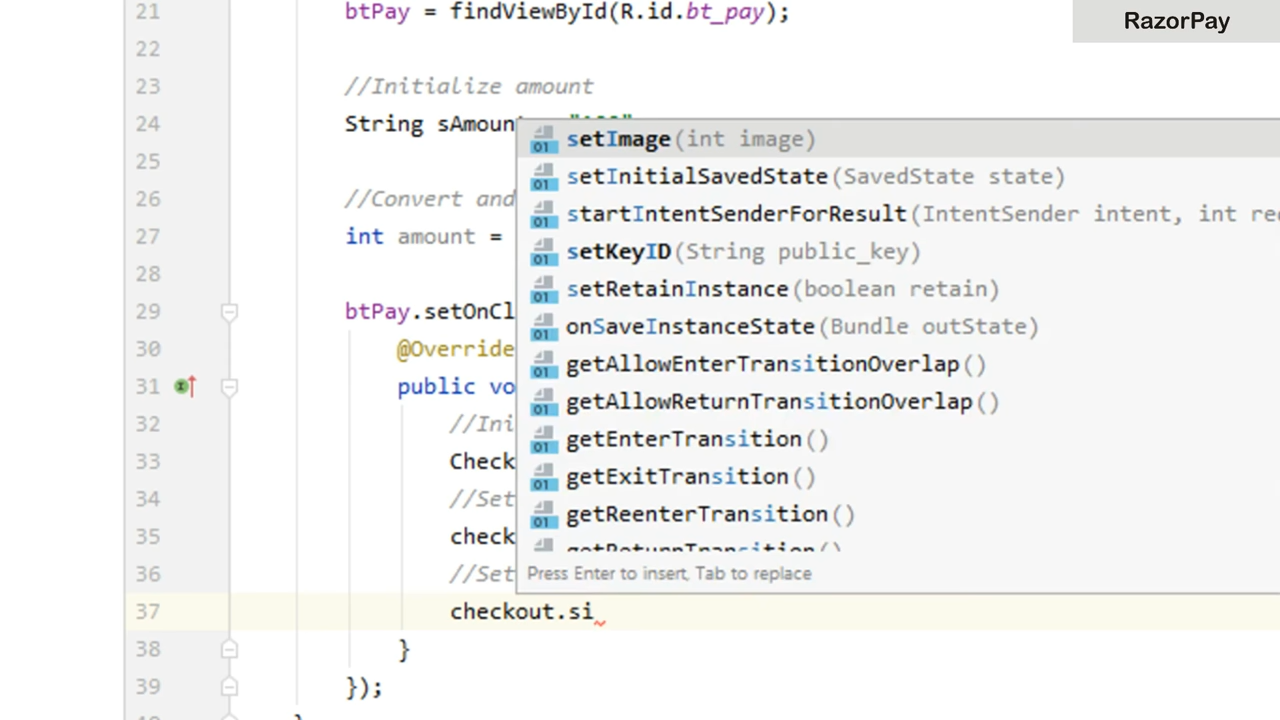 RazorPay
21 btPay = findViewById(R.id.bt_pay);
22
23 //Initialize amount
24 String sAmoun
25
26 //Convert and
27 int amount =
28
29 btPay.setOnCl
30 @Override
31 public vo
32 //Ini
33 Check
34 //Set
35 check
36 //Set
37 checkout.si
38 }
39 });
setImage(int image)
setInitialSavedState(SavedState state)
startIntentSenderForResult(IntentSender intent, int re
setKeyID(String public_key)
setRetainInstance(boolean retain)
onSaveInstanceState(Bundle outState)
getAllowEnterTransitionOverlap()
getAllowReturnTransitionOverlap()
getEnterTransition()
getExitTransition()
getReenterTransition()
getReturnTransition()
Press Enter to insert, Tab to replace